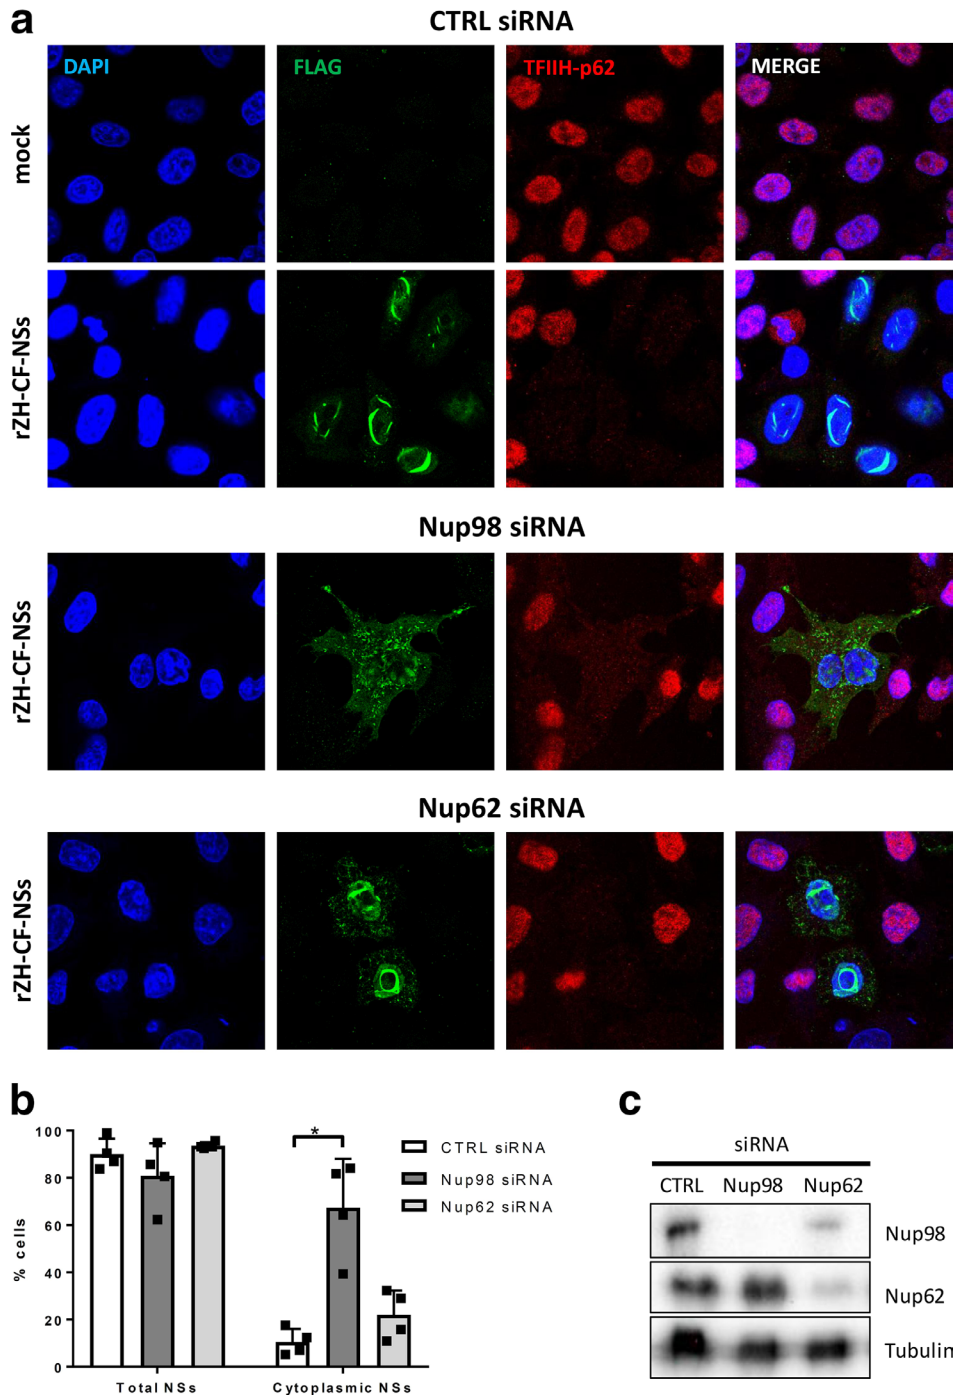 a
CTRL siRNA
DAPI
FLAG
TFIIH-p62
MERGE
mock
rZH-CF-NSs
Nup98 siRNA
rZH-CF-NSs
Nup62 siRNA
rZH-CF-NSs
b
% cells
100
80
60
40
20
0
*
CTRL siRNA
Nup98 siRNA
Nup62 siRNA
Total NSs
Cytoplasmic NSs
c
siRNA
CTRL Nup98 Nup62
Nup98
Nup62
Tubulin